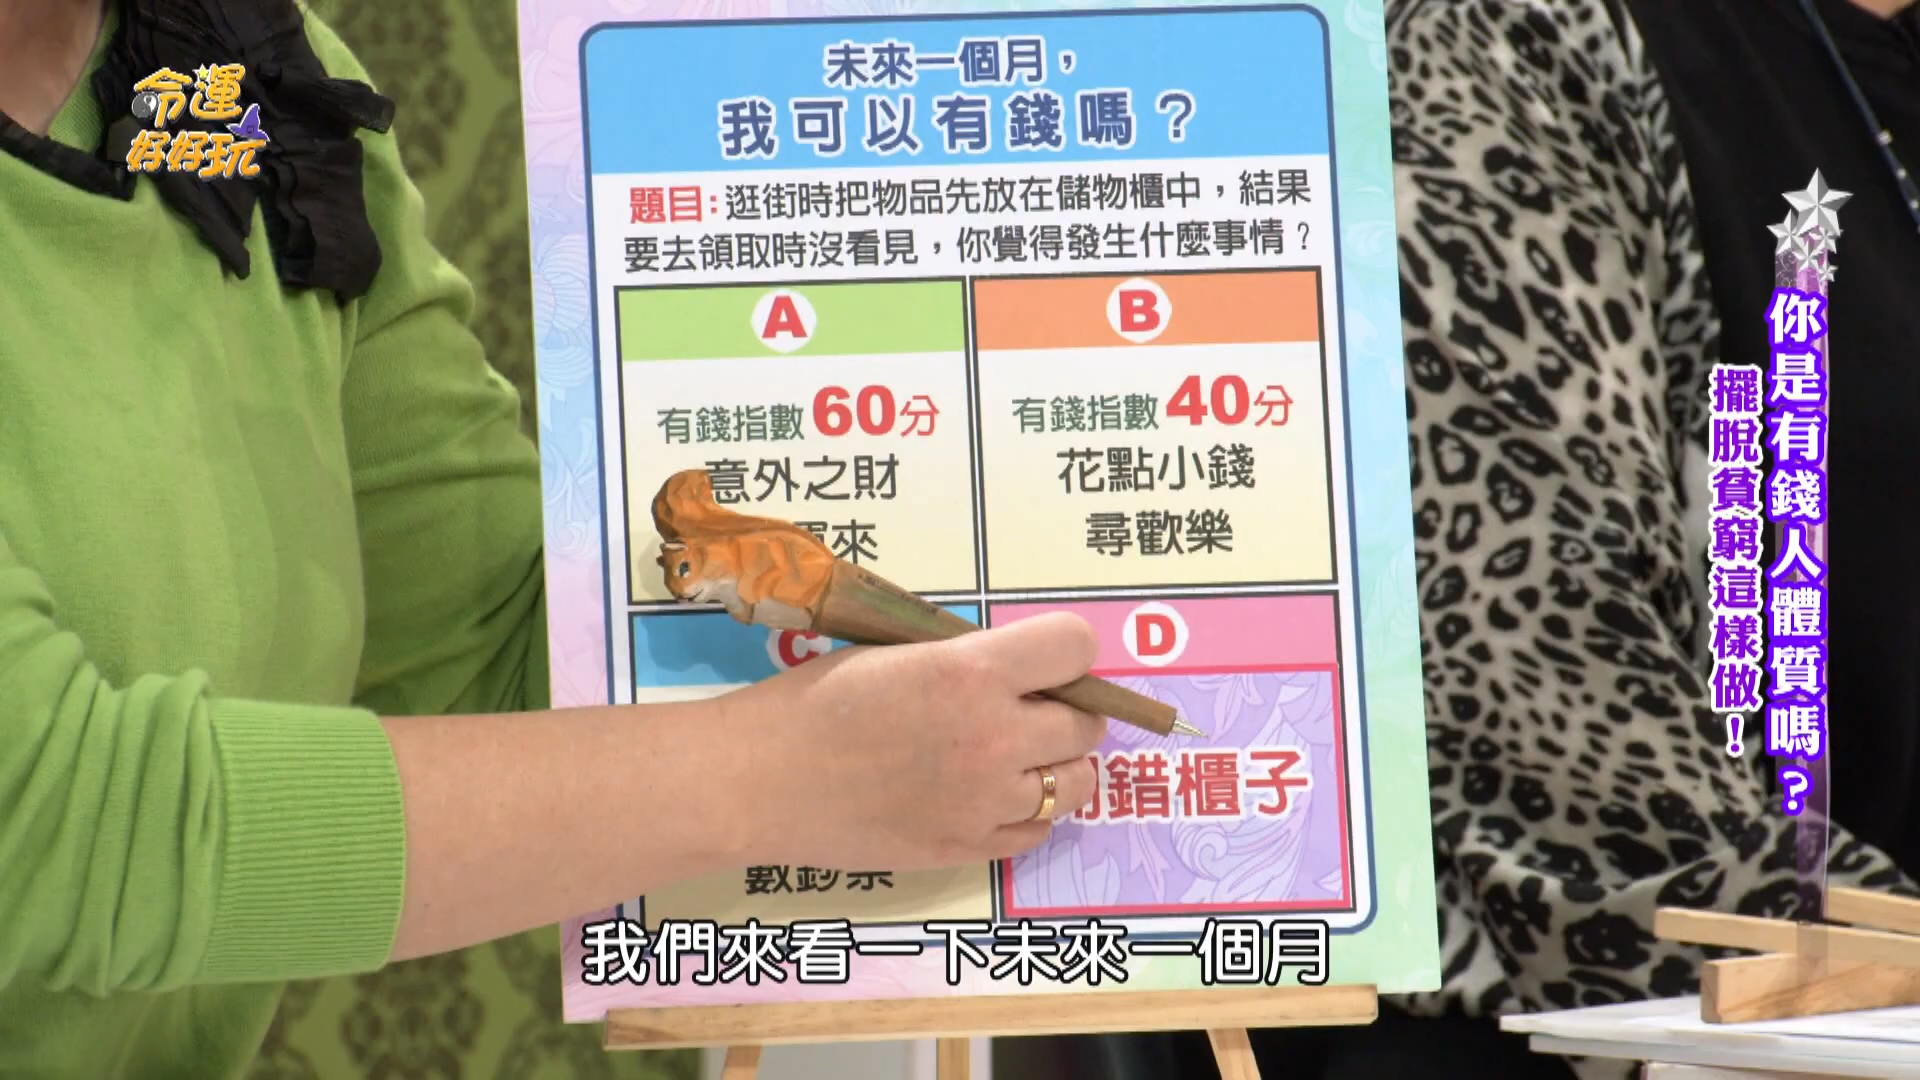 命運
好好玩
未來一個月，
我可以有錢嗎？
題目：逛街時把物品先放在儲物櫃中，結果
要去領取時沒看見，你覺得發生什麼事情？
A
有錢指數60分
意外之財
來
B
有錢指數40分
花點小錢
尋歡樂
C
數鈔票
D
錯櫃子
你是有錢人體質嗎？
擺脫貧窮這樣做！
我們來看一下未來一個月